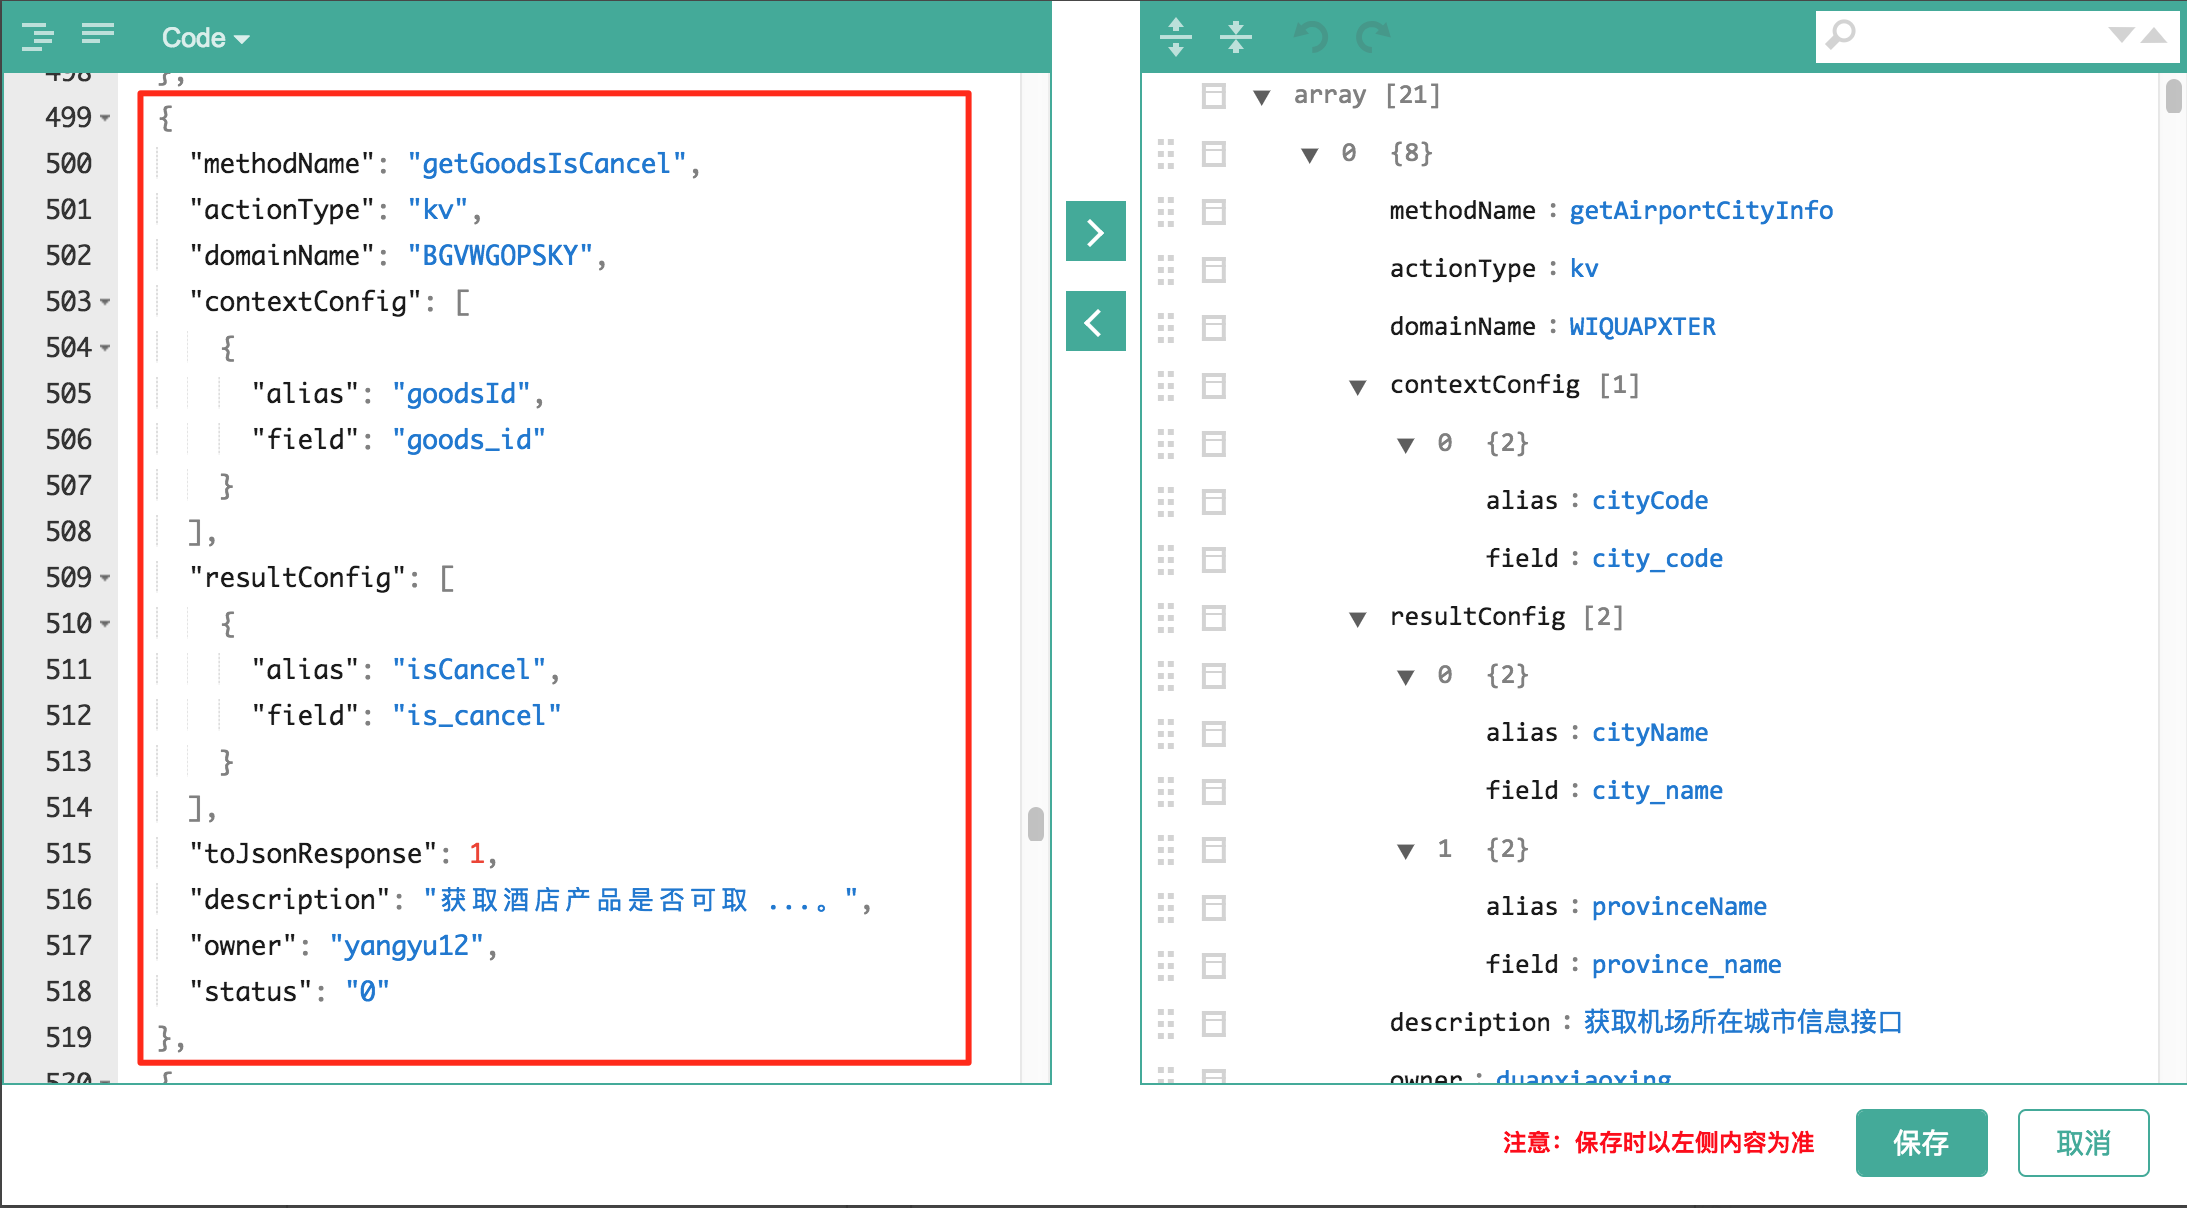 Code
498 },
499 {
500 "methodName": "getGoodsIsCancel",
501 "actionType": "kv",
502 "domainName": "BGVWGOPSKY",
503 "contextConfig": [
504 {
505 "alias": "goodsId",
506 "field": "goods_id"
507 }
508 ],
509 "resultConfig": [
510 {
511 "alias": "isCancel",
512 "field": "is_cancel"
513 }
514 ],
515 "toJsonResponse": 1,
516 "description": "获取酒店产品是否可取 ...。",
517 "owner": "yangyu12",
518 "status": "0"
519 },
520 {
array [21]
0 {8}
methodName : getAirportCityInfo
actionType : kv
domainName : WIQUAPXTER
contextConfig [1]
0 {2}
alias : cityCode
field : city_code
resultConfig [2]
0 {2}
alias : cityName
field : city_name
1 {2}
alias : provinceName
field : province_name
description : 获取机场所在城市信息接口
owner : duanxiaoxing
注意：保存时以左侧内容为准
保存
取消